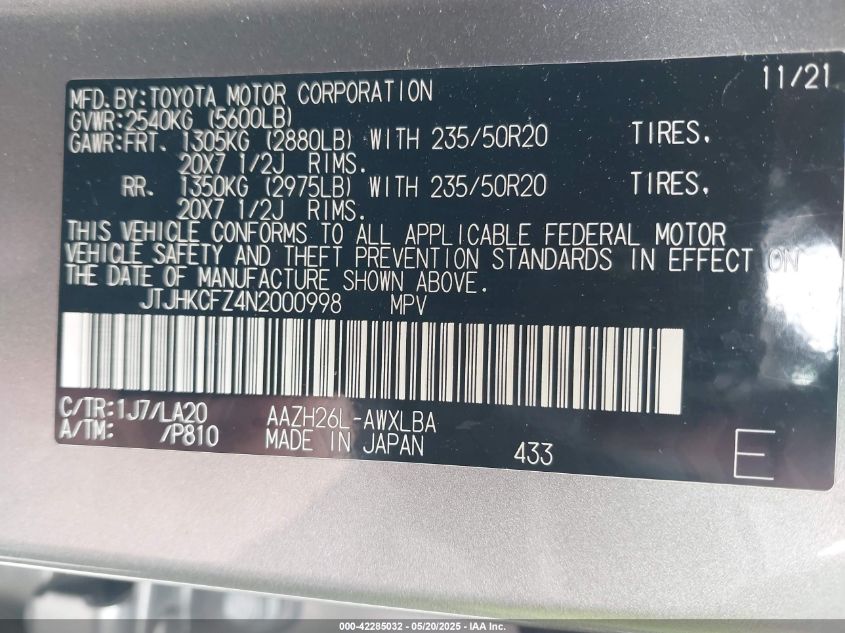 11/21
MFD.BY:TOYOTA MOTOR CORPORATION
GVWR:2540KG (5600LB)
GAWR:FRT. 1305KG (2880LB) WITH 235/50R20 TIRES,
20X7 1/2J RIMS.
RR. 1350KG (2975LB) WITH 235/50R20 TIRES,
20X7 1/2J RIMS.
THIS VEHICLE CONFORMS TO ALL APPLICABLE FEDERAL MOTOR
VEHICLE SAFETY AND THEFT PREVENTION STANDARDS IN EFFECT ON
THE DATE OF MANUFACTURE SHOWN ABOVE.
JTJHKCFZ4N2000998 MPV
C/TR:1J7/LA20 AAZH26L-AWXLBA
A/TM: /P810 MADE IN JAPAN 433 E
000-42285032 - 05/20/2025 - IAA Inc.